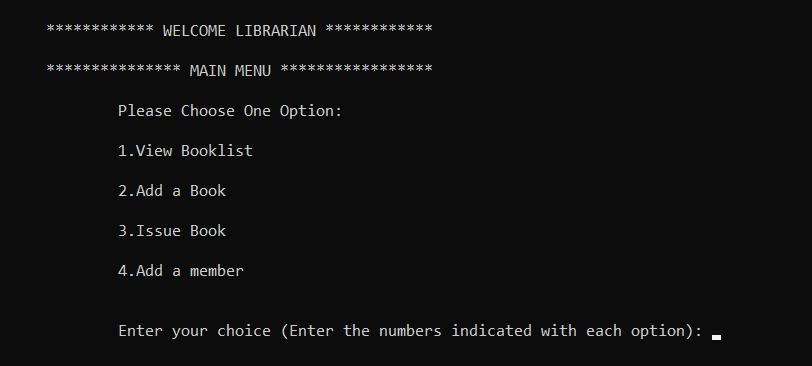 ************ WELCOME LIBRARIAN ************
*************** MAIN MENU *****************
Please Choose One Option:
1.View Booklist
2.Add a Book
3.Issue Book
4.Add a member
Enter your choice (Enter the numbers indicated with each option):